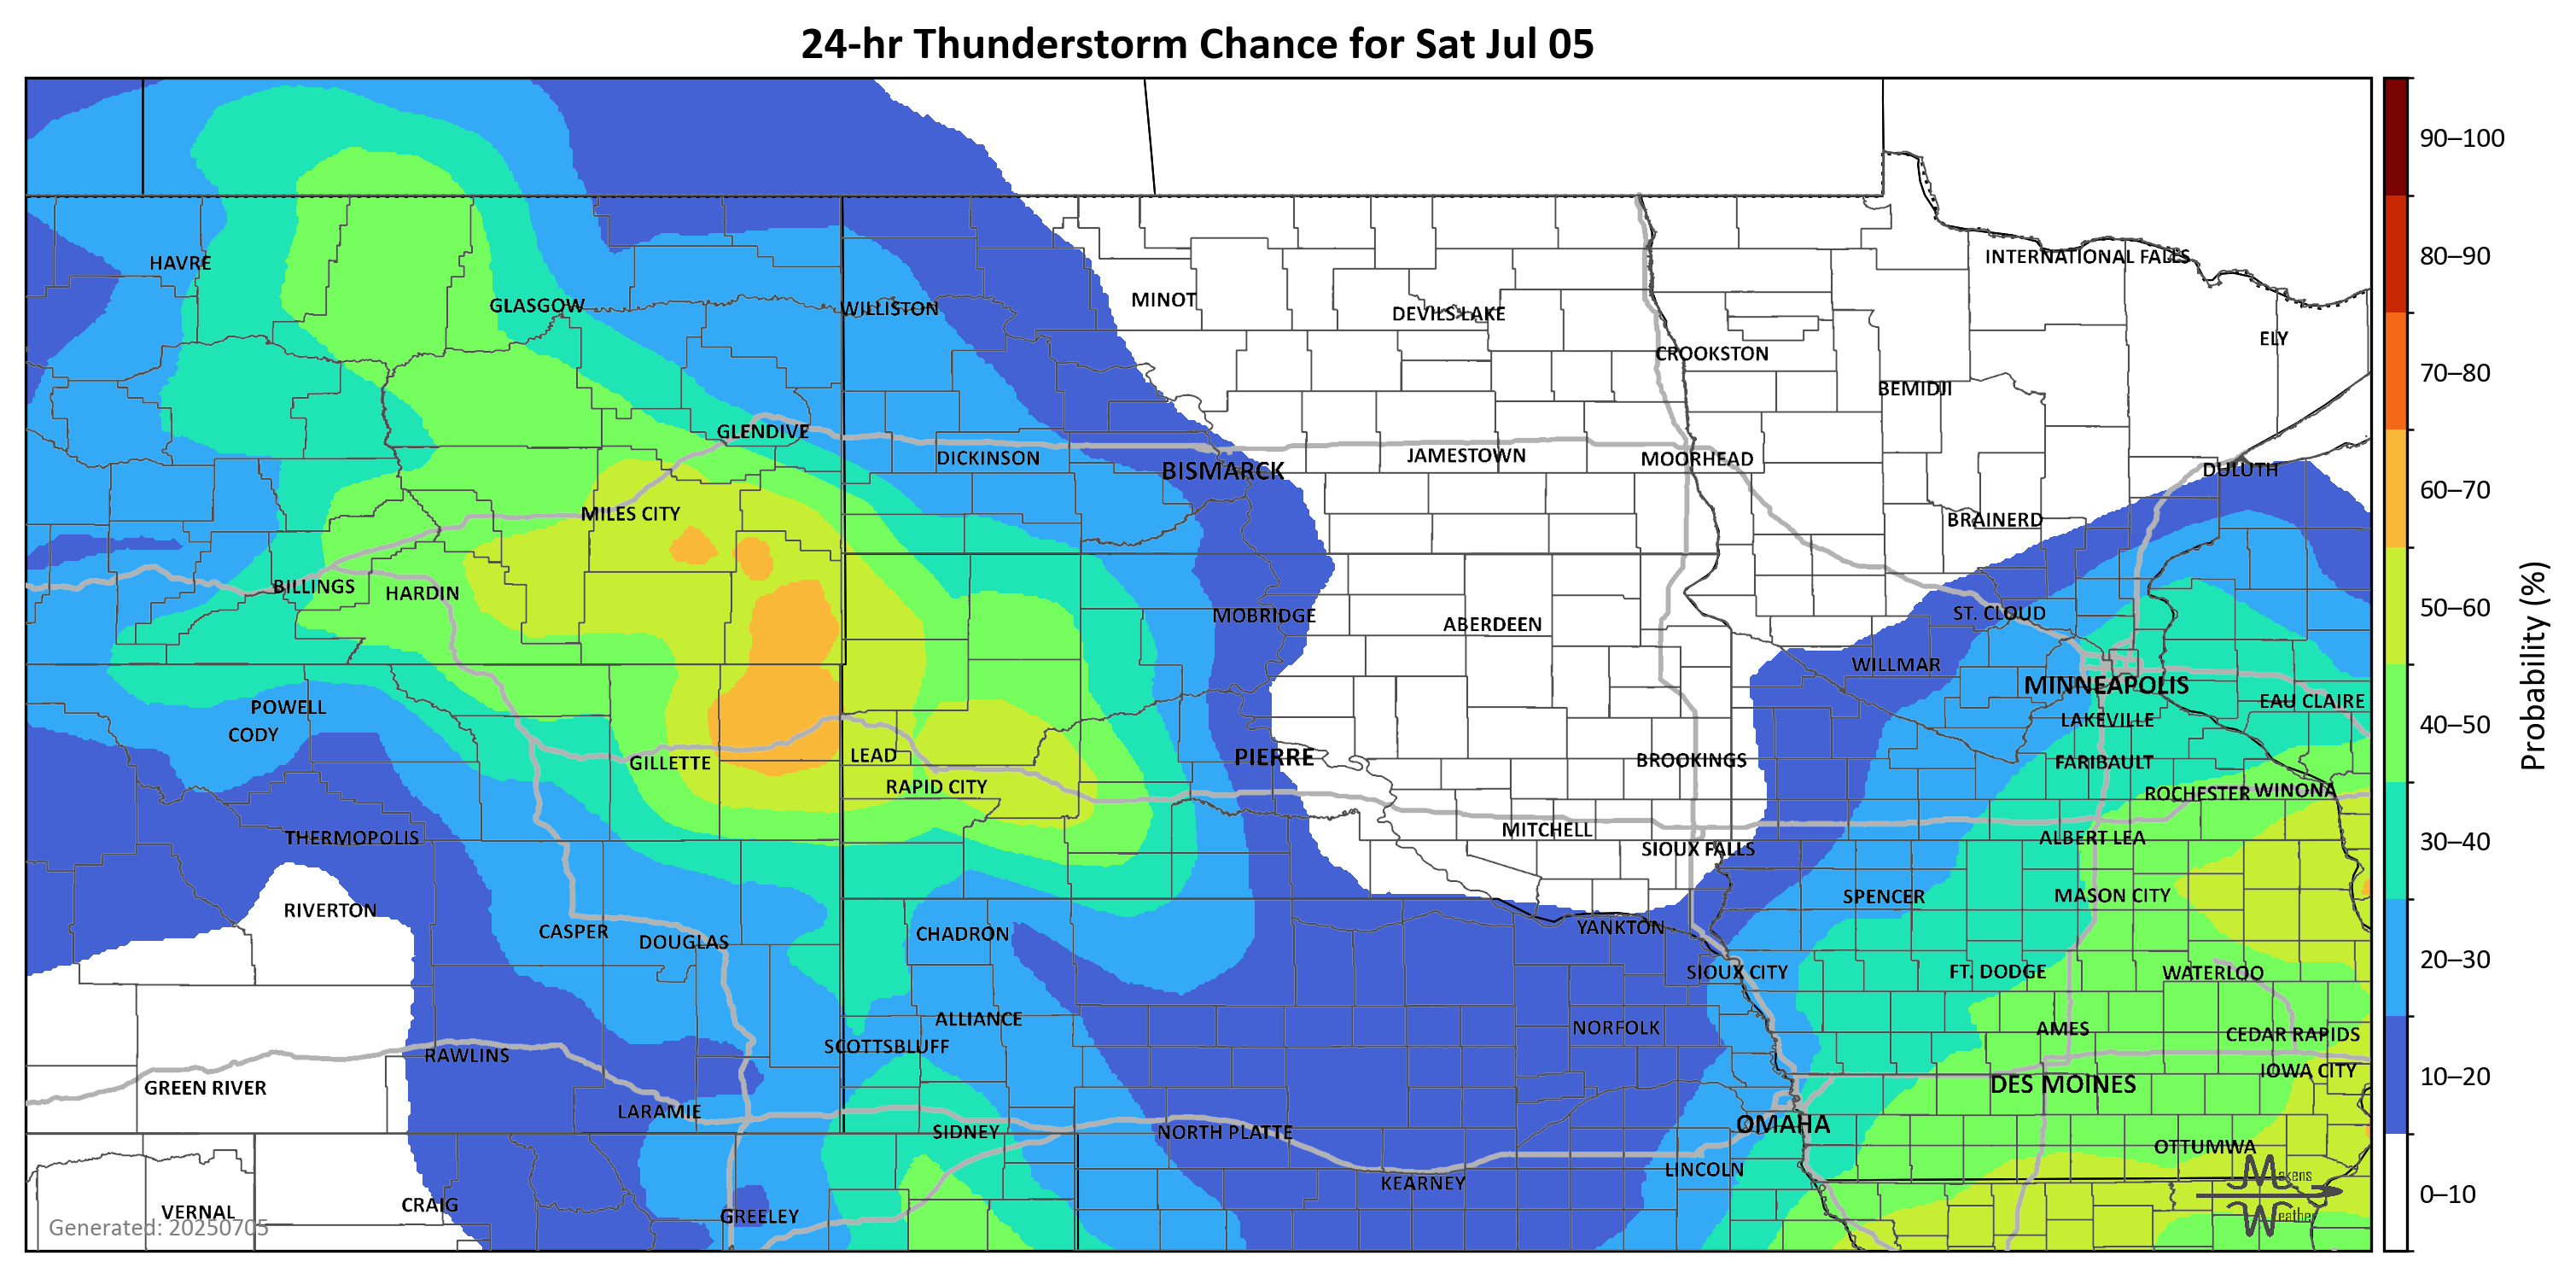 24-hr Thunderstorm Chance for Sat Jul 05
90–100
80–90
70–80
60–70
50–60
40–50
30–40
20–30
10–20
0–10
Probability (%)
HAVRE
INTERNATIONAL FALLS
GLASGOW
WILLISTON
MINOT
DEVILS LAKE
ELY
CROOKSTON
BEMIDJI
GLENDIVE
DICKINSON
BISMARCK
JAMESTOWN
MOORHEAD
DULUTH
MILES CITY
BRAINERD
BILLINGS
HARDIN
MOBRIDGE
ABERDEEN
ST. CLOUD
WILLMAR
MINNEAPOLIS
POWELL
EAU CLAIRE
CODY
LAKEVILLE
GILLETTE
LEAD
PIERRE
BROOKINGS
FARIBAULT
RAPID CITY
ROCHESTER
WINONA
THERMOPOLIS
MITCHELL
ALBERT LEA
SIOUX FALLS
RIVERTON
SPENCER
MASON CITY
CASPER
DOUGLAS
CHADRON
YANKTON
SIOUX CITY
FT. DODGE
WATERLOO
ALLIANCE
NORFOLK
AMES
CEDAR RAPIDS
SCOTTSBLUFF
RAWLINS
GREEN RIVER
DES MOINES
IOWA CITY
LARAMIE
SIDNEY
NORTH PLATTE
OMAHA
OTTUMWA
LINCOLN
KEARNEY
CRAIG
VERNAL
GREELEY
Generated: 20250705
Makens
Weather